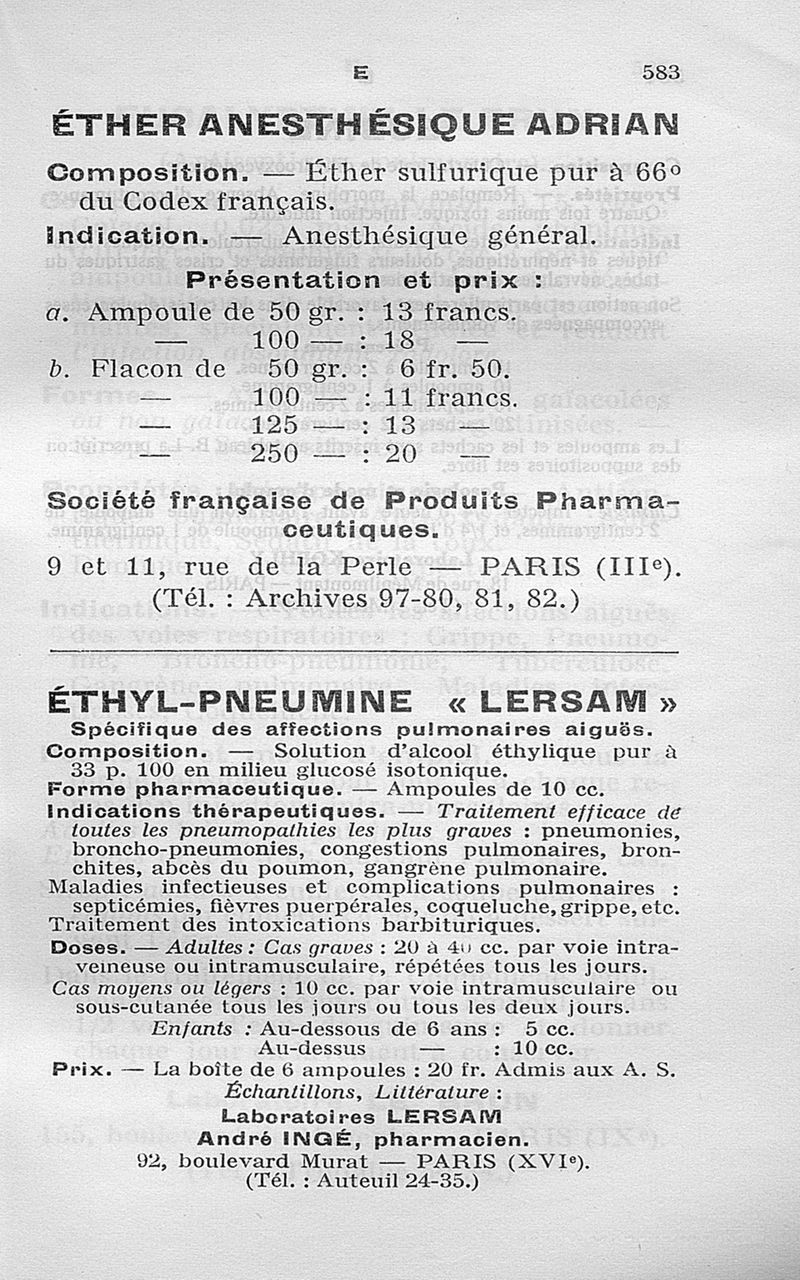 E
583
ÉTHER ANESTHÉSIQUE ADRIAN
Composition. — Éther sulfurique pur à 66º
du Codex français.
Indication. — Anesthésique général.
Présentation et prix :
a. Ampoule de 50 gr. : 13 francs.
— 100 — : 18 —
b. Flacon de 50 gr. : 6 fr. 50.
— 100 — : 11 francs.
— 125 — : 13 —
— 250 — : 20 —
Société française de Produits Pharma-
ceutiques.
9 et 11, rue de la Perle — PARIS (IIIe).
(Tél. : Archives 97-80, 81, 82.)
ÉTHYL-PNEUMINE « LERSAM »
Spécifique des affections pulmonaires aiguës.
Composition. — Solution d'alcool éthylique pur à
33 p. 100 en milieu glucosé isotonique.
Forme pharmaceutique. — Ampoules de 10 cc.
Indications thérapeutiques. — Traitement efficace de
toutes les pneumopathies les plus graves : pneumonies,
broncho-pneumonies, congestions pulmonaires, bron-
chites, abcès du poumon, gangrène pulmonaire.
Maladies infectieuses et complications pulmonaires :
septicémies, fièvres puerpérales, coqueluche, grippe, etc.
Traitement des intoxications barbituriques.
Doses. — Adultes : Cas graves : 20 à 40 cc. par voie intra-
veineuse ou intramusculaire, répétées tous les jours.
Cas moyens ou légers : 10 cc. par voie intramusculaire ou
sous-cutanée tous les jours ou tous les deux jours.
Enfants : Au-dessous de 6 ans : 5 cc.
Au-dessus — : 10 cc.
Prix. — La boîte de 6 ampoules : 20 fr. Admis aux A. S.
Échantillons, Littérature :
Laboratoires LERSAM
André INGÉ, pharmacien.
92, boulevard Murat — PARIS (XVIe).
(Tél. : Auteuil 24-35.)